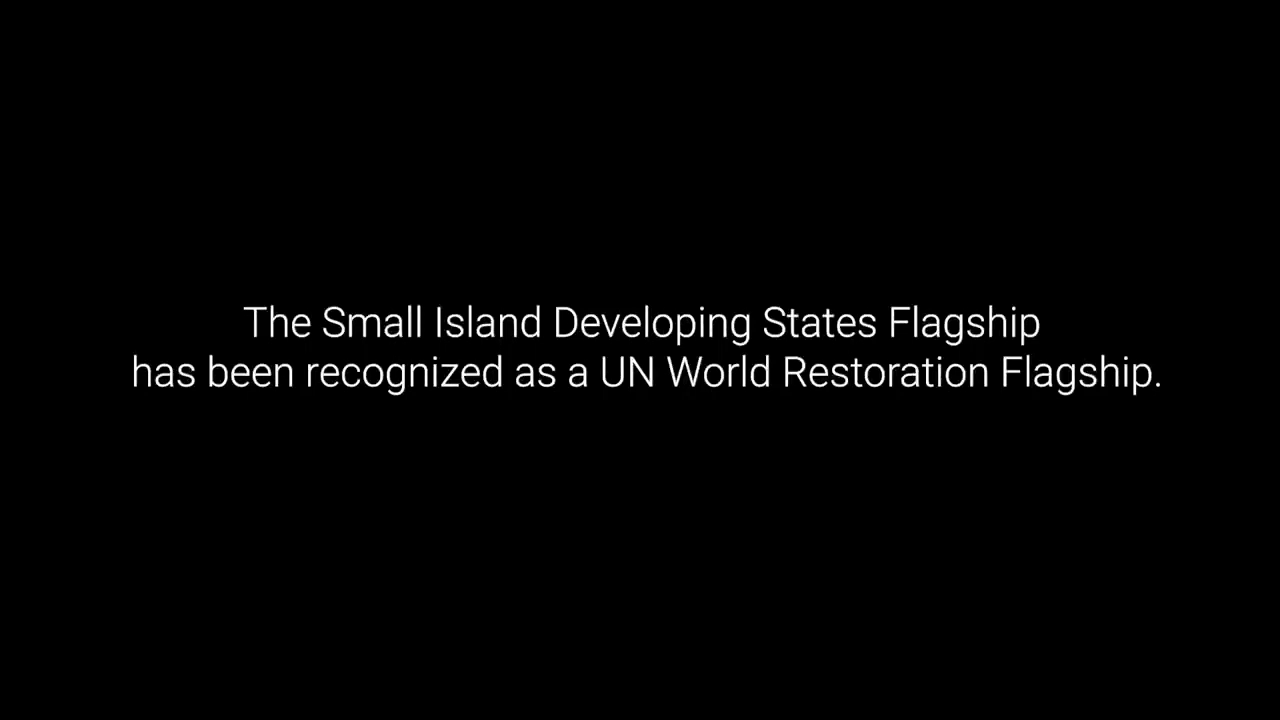 The Small Island Developing States Flagship
has been recognized as a UN World Restoration Flagship.